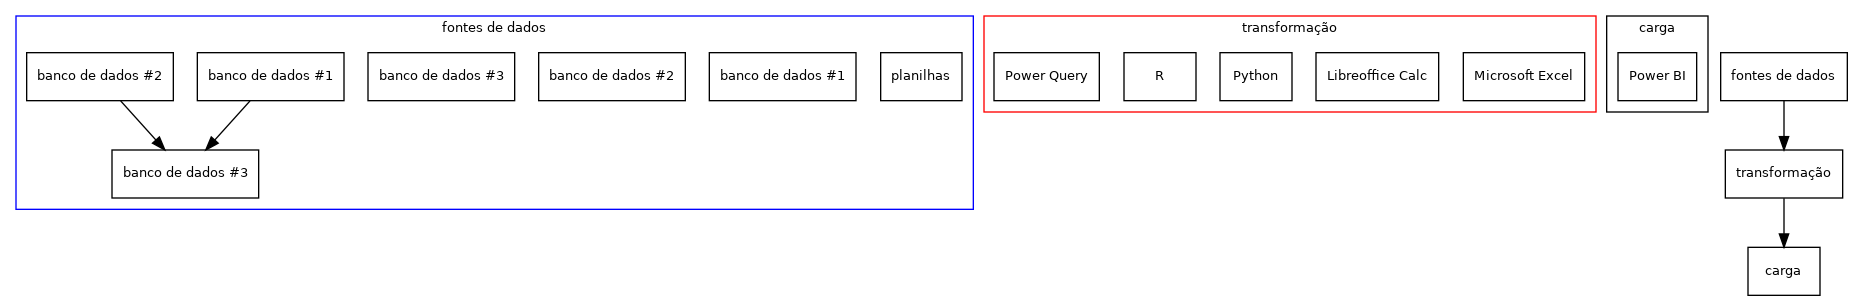 fontes de dados
banco de dados #2
banco de dados #1
banco de dados #3
banco de dados #2
banco de dados #1
planilhas
banco de dados #3
transformação
Power Query
R
Python
Libreoffice Calc
Microsoft Excel
carga
Power BI
fontes de dados
transformação
carga